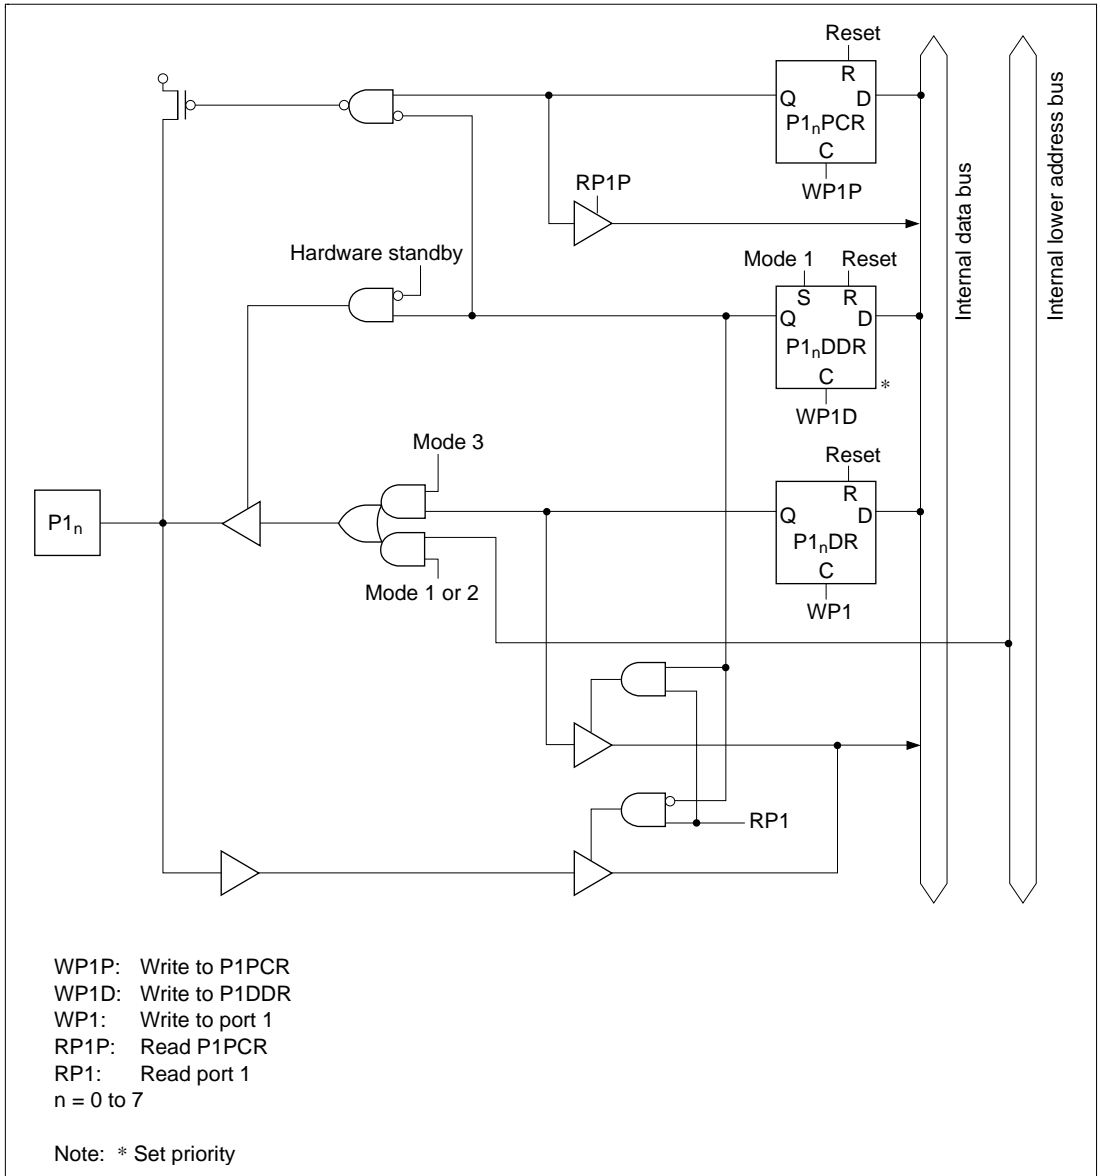 Reset
R
Q D
P1nPCR
C
WP1P
RP1P
Hardware standby
Mode 1 Reset
S R
Q D
P1nDDR
C
*
WP1D
Mode 3
Reset
R
Q D
P1nDR
C
WP1
P1n
Mode 1 or 2
RP1
Internal data bus
Internal lower address bus
WP1P: Write to P1PCR
WP1D: Write to P1DDR
WP1: Write to port 1
RP1P: Read P1PCR
RP1: Read port 1
n = 0 to 7
Note: * Set priority